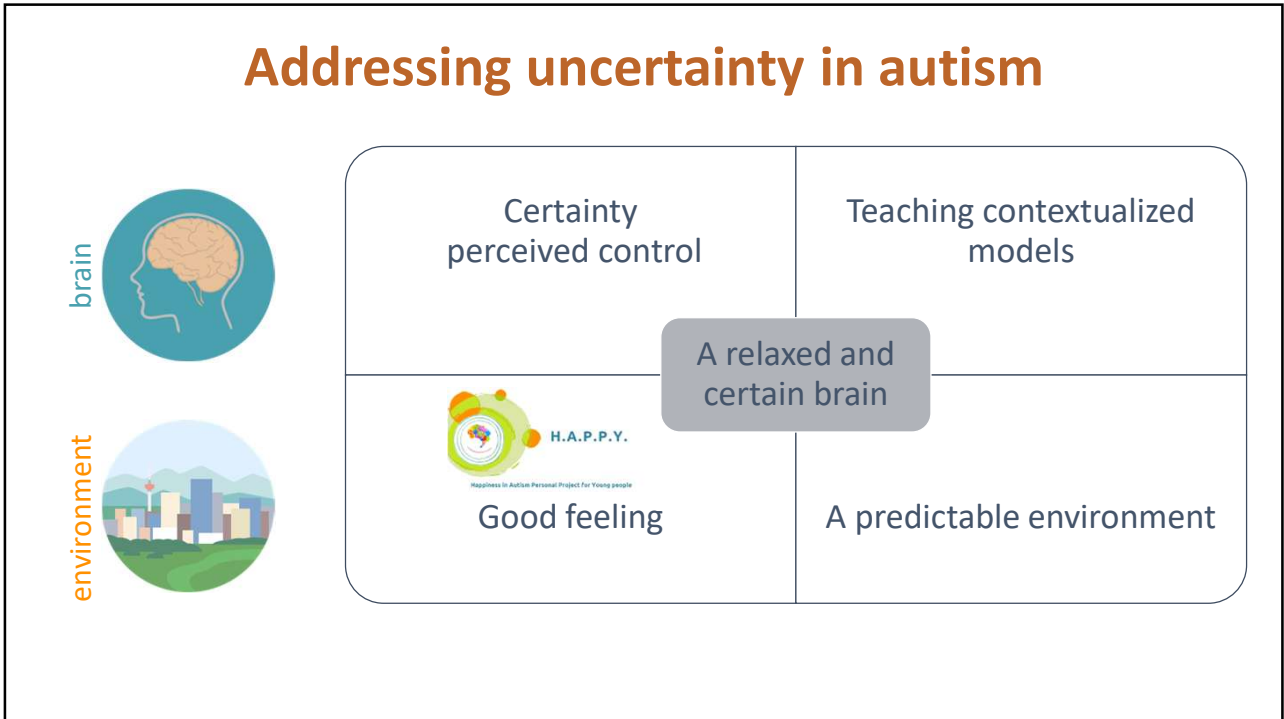 Addressing uncertainty in autism
brain
Certainty
perceived control
Teaching contextualized
models
A relaxed and
certain brain
environment
H.A.P.P.Y.
Happiness in Autism Personal Project for Young people
Good feeling
A predictable environment